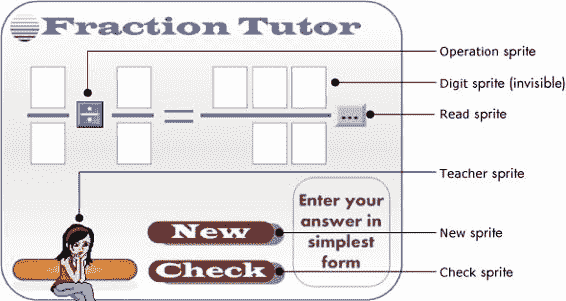 Fraction Tutor
Operation sprite
Digit sprite (invisible)
=
...
Read sprite
Teacher sprite
Enter your
answer in
simplest
form
New
New sprite
Check
Check sprite